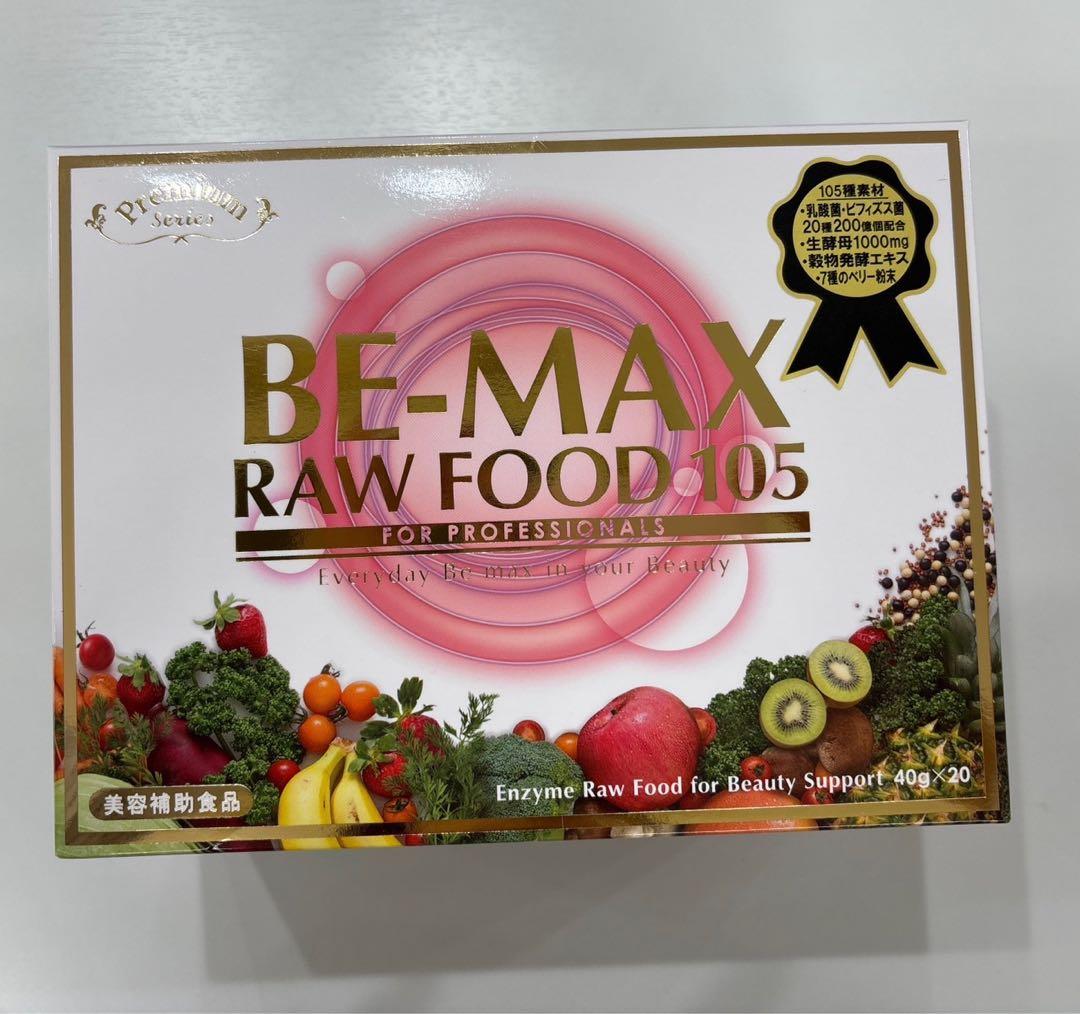 Premium
Series
105種素材
・乳酸菌・ビフィズス菌
20種200億個配合
・生酵母1000mg
・穀物発酵エキス
・7種のベリー粉末
BE-MAX
RAW FOOD 105
FOR PROFESSIONALS
Everyday Be-max in your Beauty
Enzyme Raw Food for Beauty Support 40g×20
美容補助食品